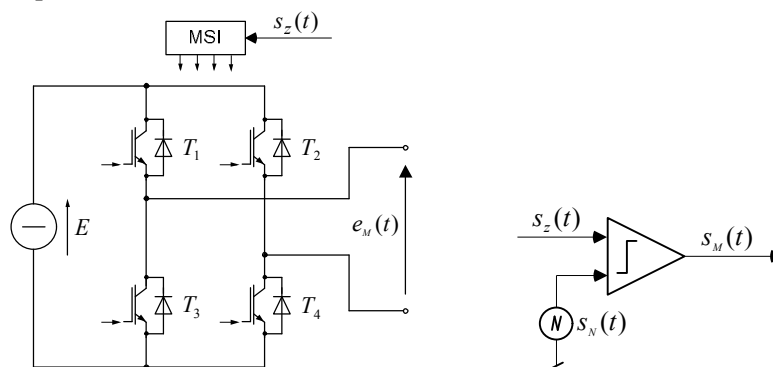 MSI
s_z(t)
T_1
T_2
E
e_M(t)
T_3
T_4
s_z(t)
s_M(t)
N
s_N(t)